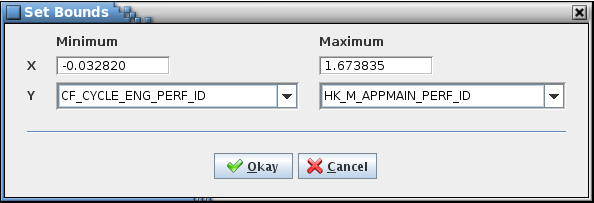 Set Bounds
Minimum Maximum
X -0.032820 1.673835
Y CF_CYCLE_ENG_PERF_ID HK_M_APPMAIN_PERF_ID
Okay Cancel